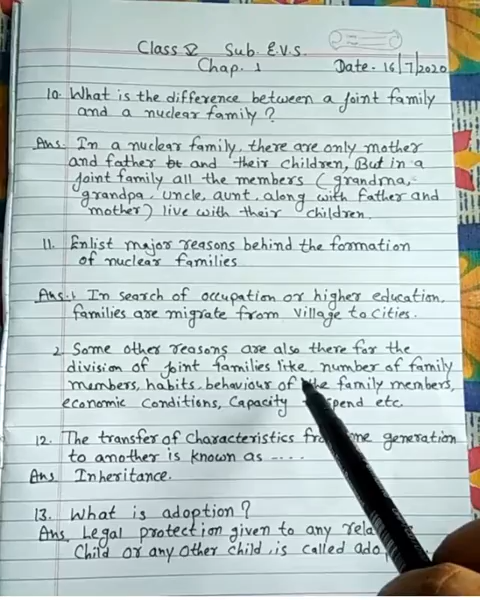 Class V Sub. E.V.S.
Chap. 1 Date- 16/7/2020
10. What is the difference between a joint family
and a nuclear family?
Ans: In a nuclear family, there are only mother
and father and their children, But in a
joint family all the members (grandma,
grandpa, uncle, aunt, along with father and
mother) live with their children.
11. Enlist major reasons behind the formation
of nuclear families
Ans:1 In search of occupation or higher education,
families are migrate from village to cities.
2. Some other reasons are also there for the
division of joint families like, number of family
members, habits, behaviour of the family members,
economic conditions, Capacity spend etc.
12. The transfer of characteristics generation
to another is known as ----
Ans Inheritance.
13. What is adoption?
Ans. Legal protection given to any
Child or any other child, is called